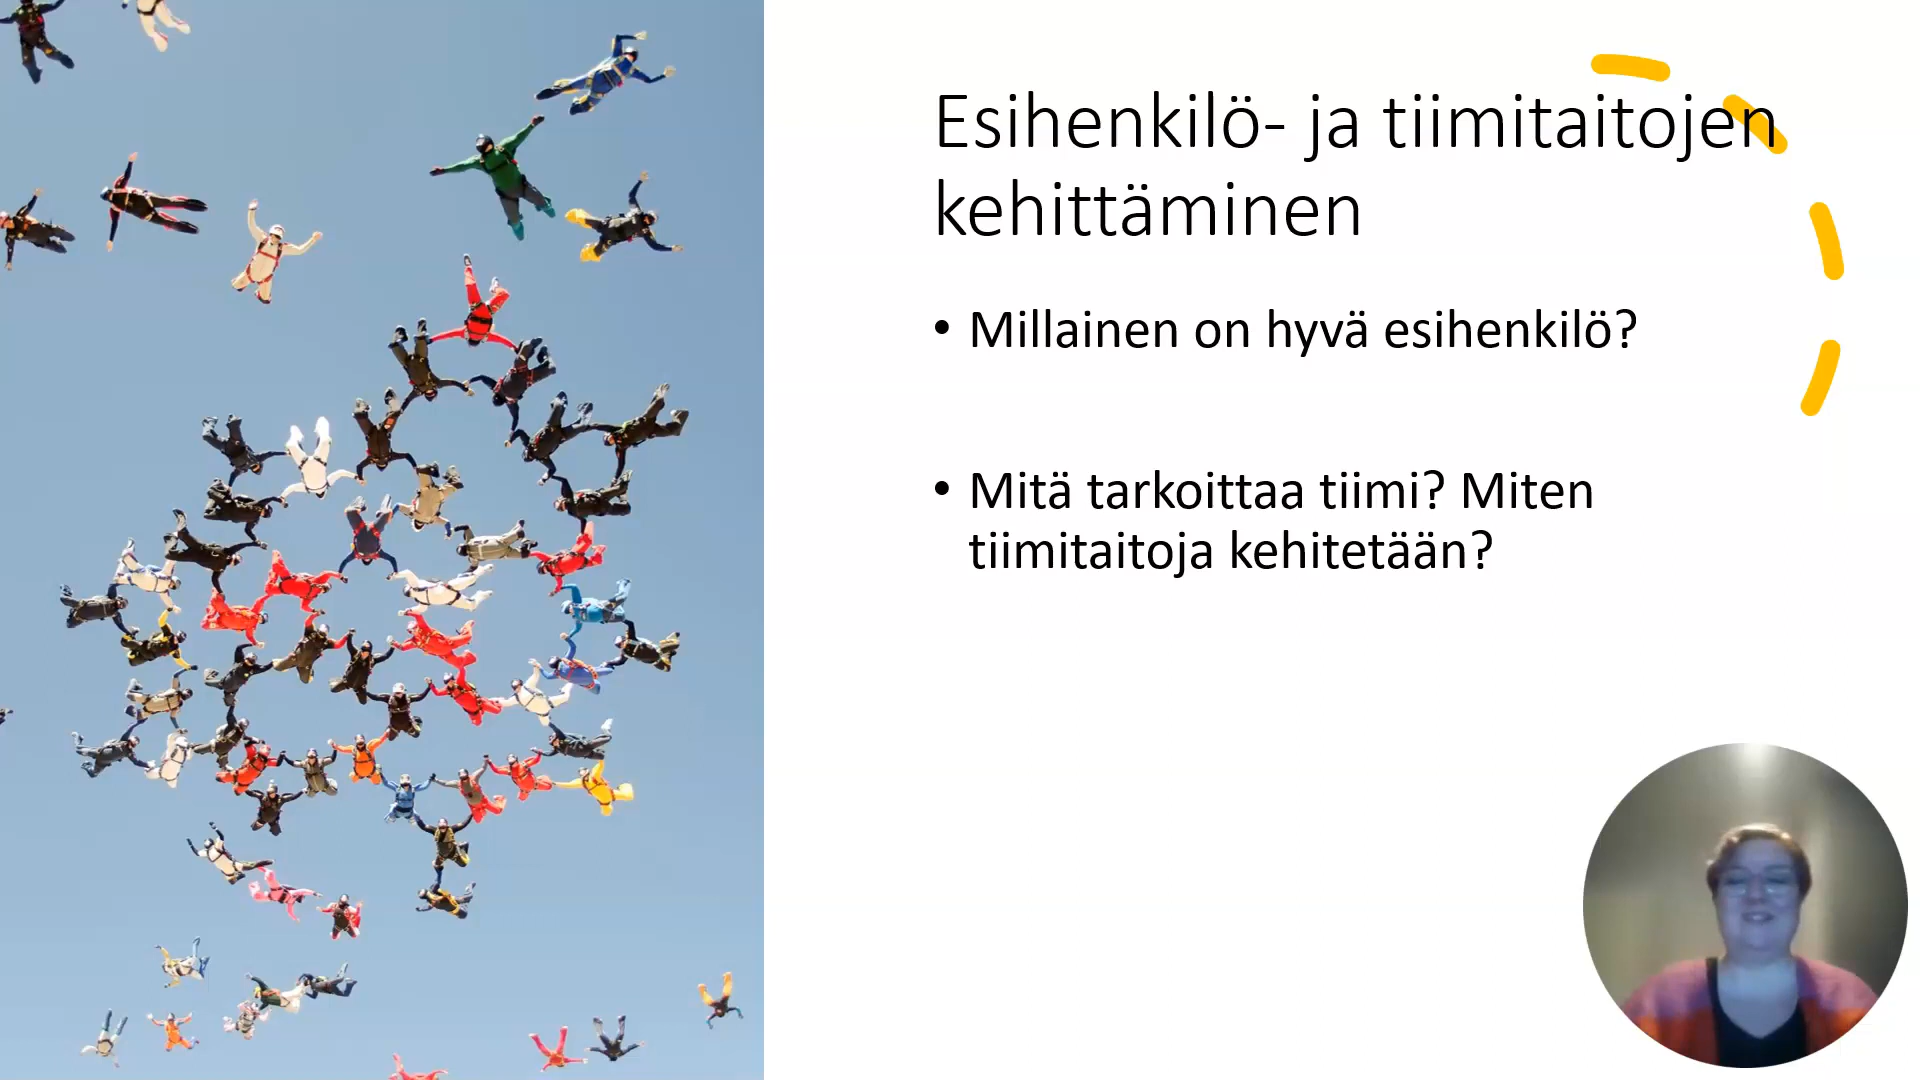 Esihenkilö- ja tiimitaitojen
kehittäminen
• Millainen on hyvä esihenkilö?
• Mitä tarkoittaa tiimi? Miten
tiimitaitoja kehitetään?